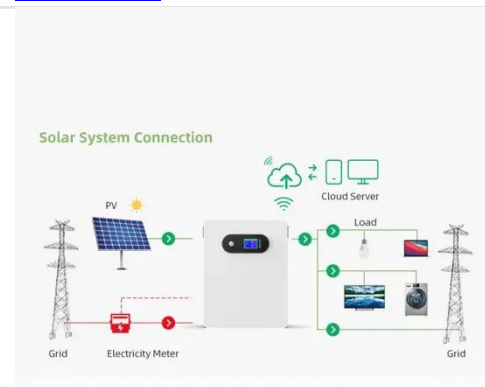 Solar System Connection
Cloud Server
PV
Load
Grid
Electricity Meter
Grid